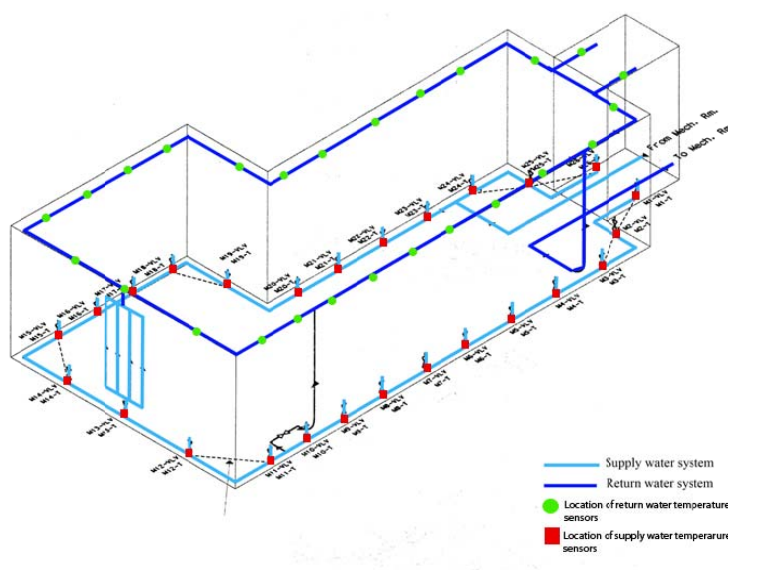 From Mech. Rm.
To Mech. Rm
M25-VLV
M25-T
M24-VLV
M24-T
M1-VLV
M1-T
M2-VLV
M2-T
M23-VLV
M23-T
M22-VLV
M22-T
M3-VLV
M3-T
M21-VLV
M21-T
M19-VLV
M19-T
M18-VLV
M18-T
M20-VLV
M20-T
M17-VLV
M4-VLV
M4-T
M16-VLV
M16-T
M5-VLV
M5-T
M15-VLV
M15-T
M6-VLV
M6-T
M7-VLV
M7-T
M14-VLV
M14-T
M8-VLV
M8-T
M9-VLV
M9-T
M13-VLV
M10-VLV
M10-T
M12-VLV
M12-T
M11-VLV
M11-T
Supply water system
Return water system
Location of return water temperarure
sensors
Location of supply water temperarure
sensors